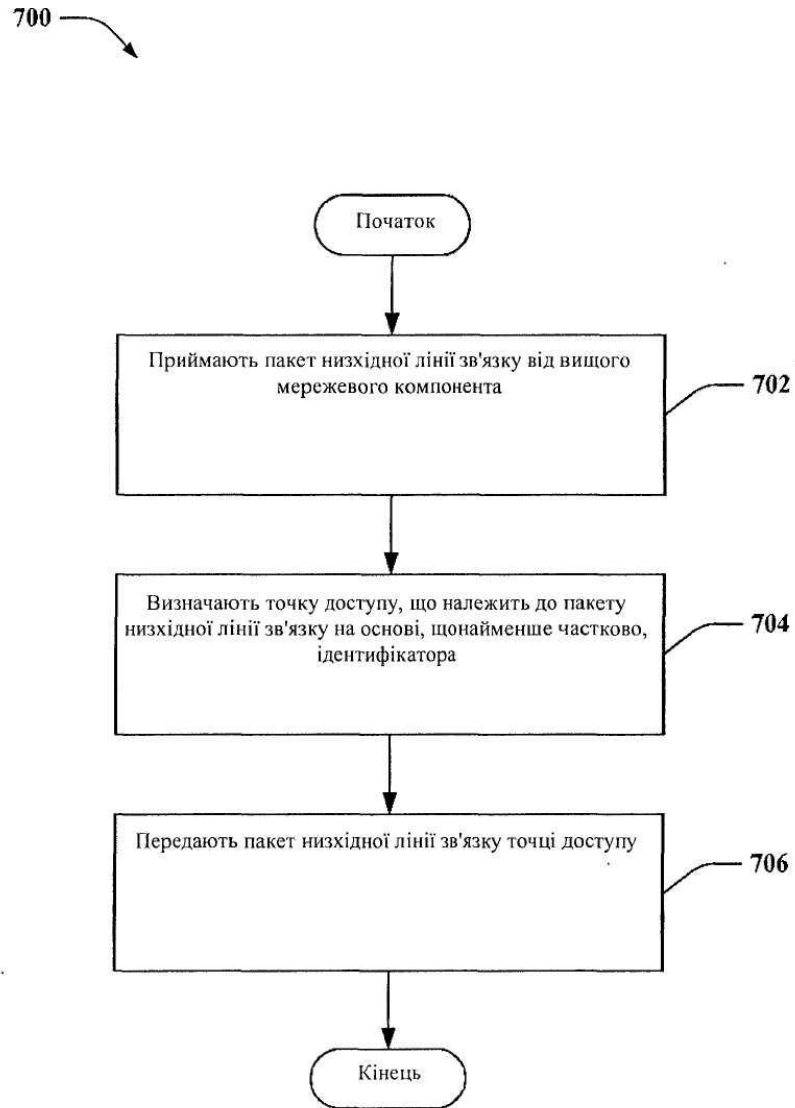 700
Початок
Приймають пакет низхідної лінії зв'язку від вищого
мережевого компонента
702
Визначають точку доступу, що належить до пакету
низхідної лінії зв'язку на основі, щонайменше частково,
ідентифікатора
704
Передають пакет низхідної лінії зв'язку точці доступу
706
Кінець